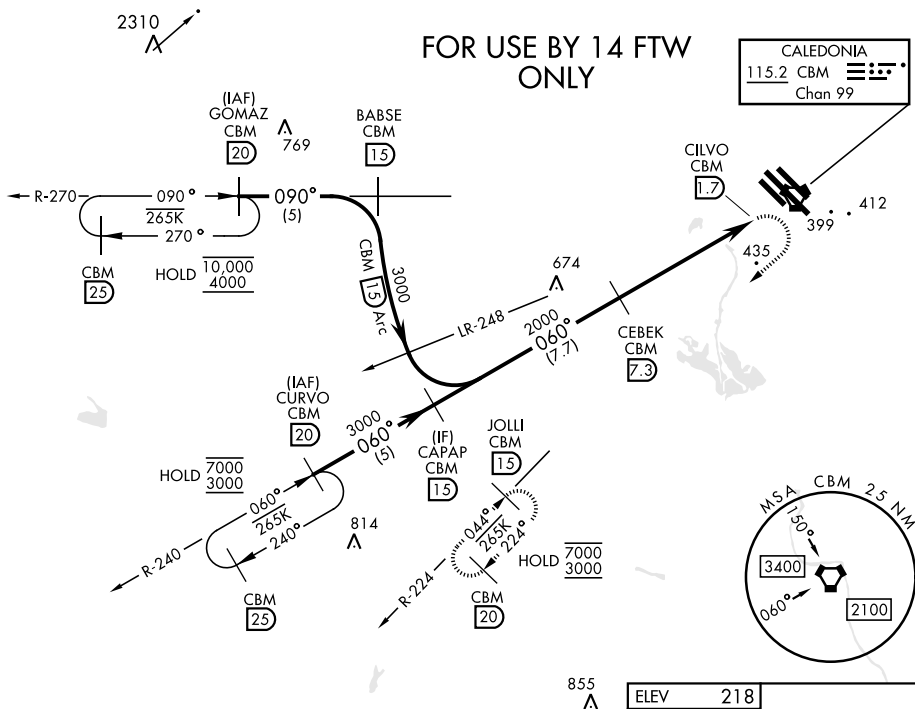 2310
FOR USE BY 14 FTW
ONLY
CALEDONIA
115.2 CBM
Chan 99
(IAF)
GOMAZ
CBM
20
769
BABSE
CBM
15
CILVO
CBM
1.7
R-270
090°
265K
270°
090°
(5)
399
412
435
CBM
25
HOLD
10,000
4000
CBM 15 Arc
3000
674
LR-248
2000
060°
(7.7)
CEBEK
CBM
7.3
(IAF)
CURVO
CBM
20
3000
060°
(5)
(IF)
CAPAP
CBM
15
JOLLI
CBM
15
HOLD
7000
3000
060°
265K
240°
R-240
814
044°
265K
224°
HOLD
7000
3000
R-224
CBM
25
CBM
20
MSA CBM 25 NM
150°
3400
060°
2100
855
ELEV 218